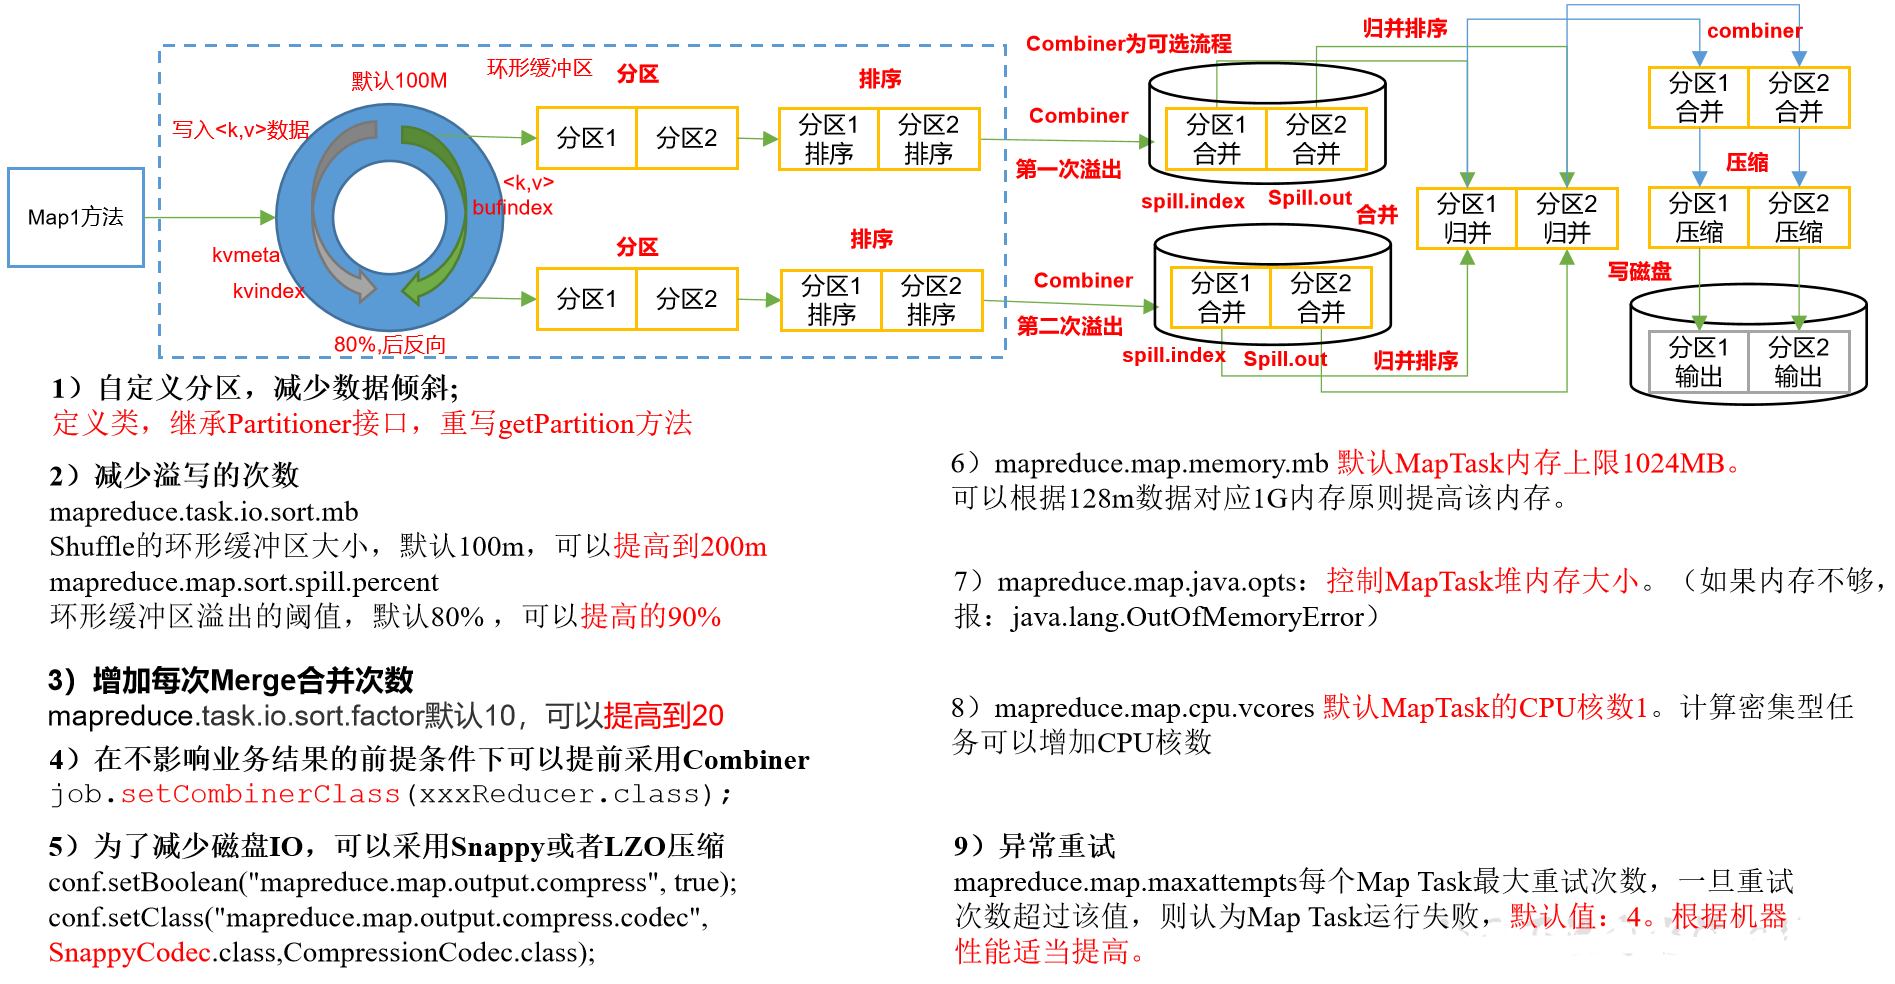 Map1方法
写入<k,v>数据
默认100M
环形缓冲区
kvmeta
kvindex
<k,v>
bufindex
80%,后反向
分区
分区1
分区2
排序
分区1
排序
分区2
排序
分区
分区1
分区2
排序
分区1
排序
分区2
排序
Combiner为可选流程
Combiner
第一次溢出
分区1
合并
分区2
合并
spill.index
Spill.out
Combiner
第二次溢出
分区1
合并
分区2
合并
spill.index
Spill.out
归并排序
合并
分区1
归并
分区2
归并
归并排序
combiner
分区1
合并
分区2
合并
压缩
分区1
压缩
分区2
压缩
写磁盘
分区1
输出
分区2
输出
1）自定义分区，减少数据倾斜;
定义类，继承Partitioner接口，重写getPartition方法
2）减少溢写的次数
mapreduce.task.io.sort.mb
Shuffle的环形缓冲区大小，默认100m，可以提高到200m
mapreduce.map.sort.spill.percent
环形缓冲区溢出的阈值，默认80% ，可以提高的90%
3）增加每次Merge合并次数
mapreduce.task.io.sort.factor默认10，可以提高到20
4）在不影响业务结果的前提条件下可以提前采用Combiner
job.setCombinerClass(xxxReducer.class);
5）为了减少磁盘IO，可以采用Snappy或者LZO压缩
conf.setBoolean("mapreduce.map.output.compress", true);
conf.setClass("mapreduce.map.output.compress.codec",
SnappyCodec.class,CompressionCodec.class);
6）mapreduce.map.memory.mb 默认MapTask内存上限1024MB。
可以根据128m数据对应1G内存原则提高该内存。
7）mapreduce.map.java.opts：控制MapTask堆内存大小。（如果内存不够，
报：java.lang.OutOfMemoryError）
8）mapreduce.map.cpu.vcores 默认MapTask的CPU核数1。计算密集型任
务可以增加CPU核数
9）异常重试
mapreduce.map.maxattempts每个Map Task最大重试次数，一旦重试
次数超过该值，则认为Map Task运行失败，默认值：4。根据机器
性能适当提高。